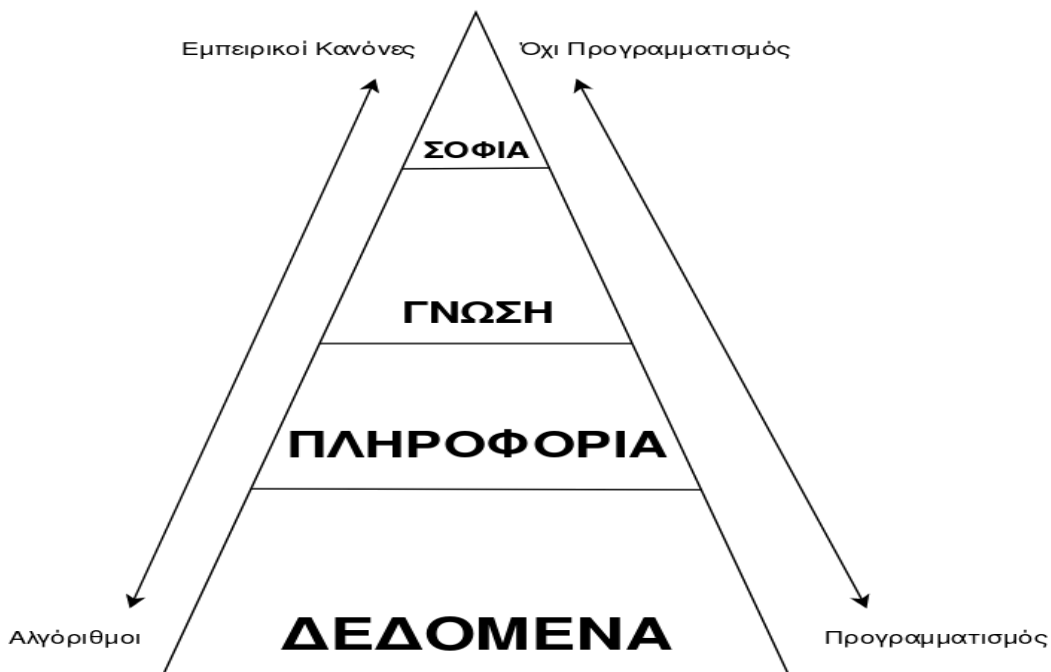 Εμπειρικοί Κανόνες
Όχι Προγραμματισμός
ΣΟΦΙΑ
ΓΝΩΣΗ
ΠΛΗΡΟΦΟΡΙΑ
ΔΕΔΟΜΕΝΑ
Αλγόριθμοι
Προγραμματισμός